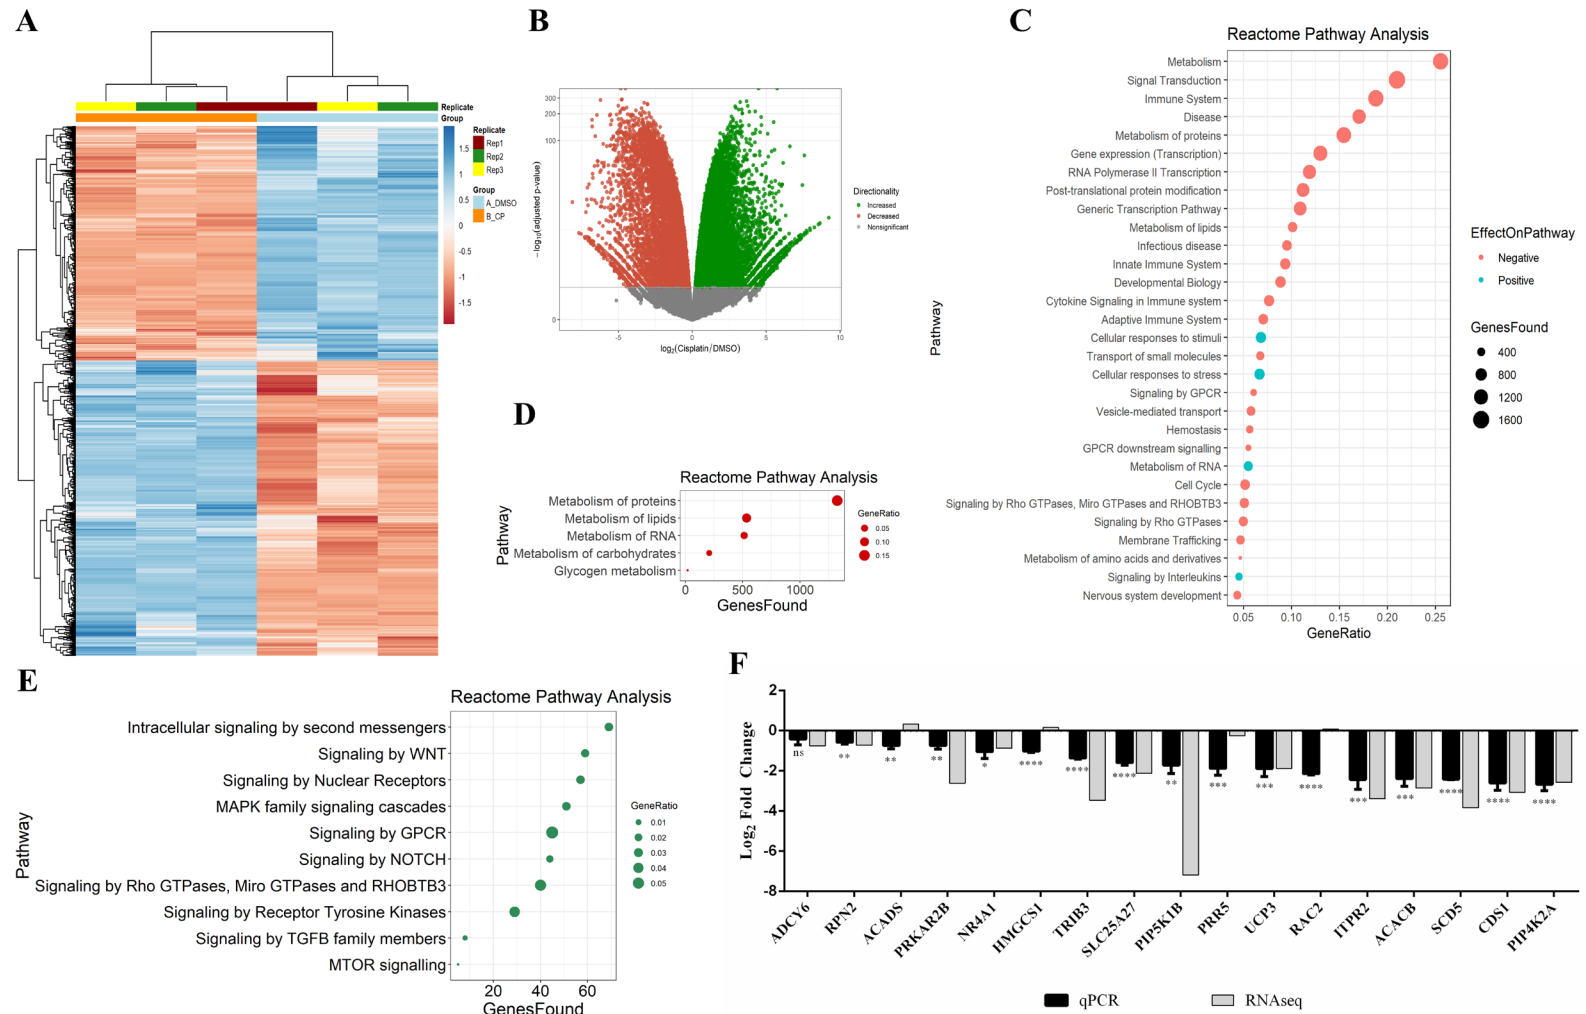 A
Replicate
Group
1.5
1
0.5
0
-0.5
-1
-1.5
Replicate
Rep1
Rep2
Rep3
Group
A_DMSO
B_CP
B
300
200
100
0
-5
0
5
10
-log10(adjusted p-value)
log2(Cisplatin/DMSO)
Directionality
Increased
Decreased
Nonsignificant
C
Reactome Pathway Analysis
Pathway
Metabolism
Signal Transduction
Immune System
Disease
Metabolism of proteins
Gene expression (Transcription)
RNA Polymerase II Transcription
Post-translational protein modification
Generic Transcription Pathway
Metabolism of lipids
Infectious disease
Innate Immune System
Developmental Biology
Cytokine Signaling in Immune system
Adaptive Immune System
Cellular responses to stimuli
Transport of small molecules
Cellular responses to stress
Signaling by GPCR
Vesicle-mediated transport
Hemostasis
GPCR downstream signalling
Metabolism of RNA
Cell Cycle
Signaling by Rho GTPases, Miro GTPases and RHOBTB3
Signaling by Rho GTPases
Membrane Trafficking
Metabolism of amino acids and derivatives
Signaling by Interleukins
Nervous system development
0.05 0.10 0.15 0.20 0.25
GeneRatio
EffectOnPathway
Negative
Positive
GenesFound
400
800
1200
1600
D
Reactome Pathway Analysis
Pathway
Metabolism of proteins
Metabolism of lipids
Metabolism of RNA
Metabolism of carbohydrates
Glycogen metabolism
0 500 1000
GenesFound
GeneRatio
0.05
0.10
0.15
E
Reactome Pathway Analysis
Pathway
Intracellular signaling by second messengers
Signaling by WNT
Signaling by Nuclear Receptors
MAPK family signaling cascades
Signaling by GPCR
Signaling by NOTCH
Signaling by Rho GTPases, Miro GTPases and RHOBTB3
Signaling by Receptor Tyrosine Kinases
Signaling by TGFB family members
MTOR signalling
20 40 60
GenesFound
GeneRatio
0.01
0.02
0.03
0.04
0.05
F
Log2 Fold Change
2
0
-2
-4
-6
-8
ns
**
**
**
*
****
****
****
**
***
***
****
***
***
****
****
****
ADCY6
RPN2
ACADS
PRKAR2B
NR4A1
HMGCS1
TRIB3
SLC25A27
PIP5K1B
PRR5
UCP3
RAC2
ITPR2
ACACB
SCD5
CDS1
PIP4K2A
qPCR
RNAseq